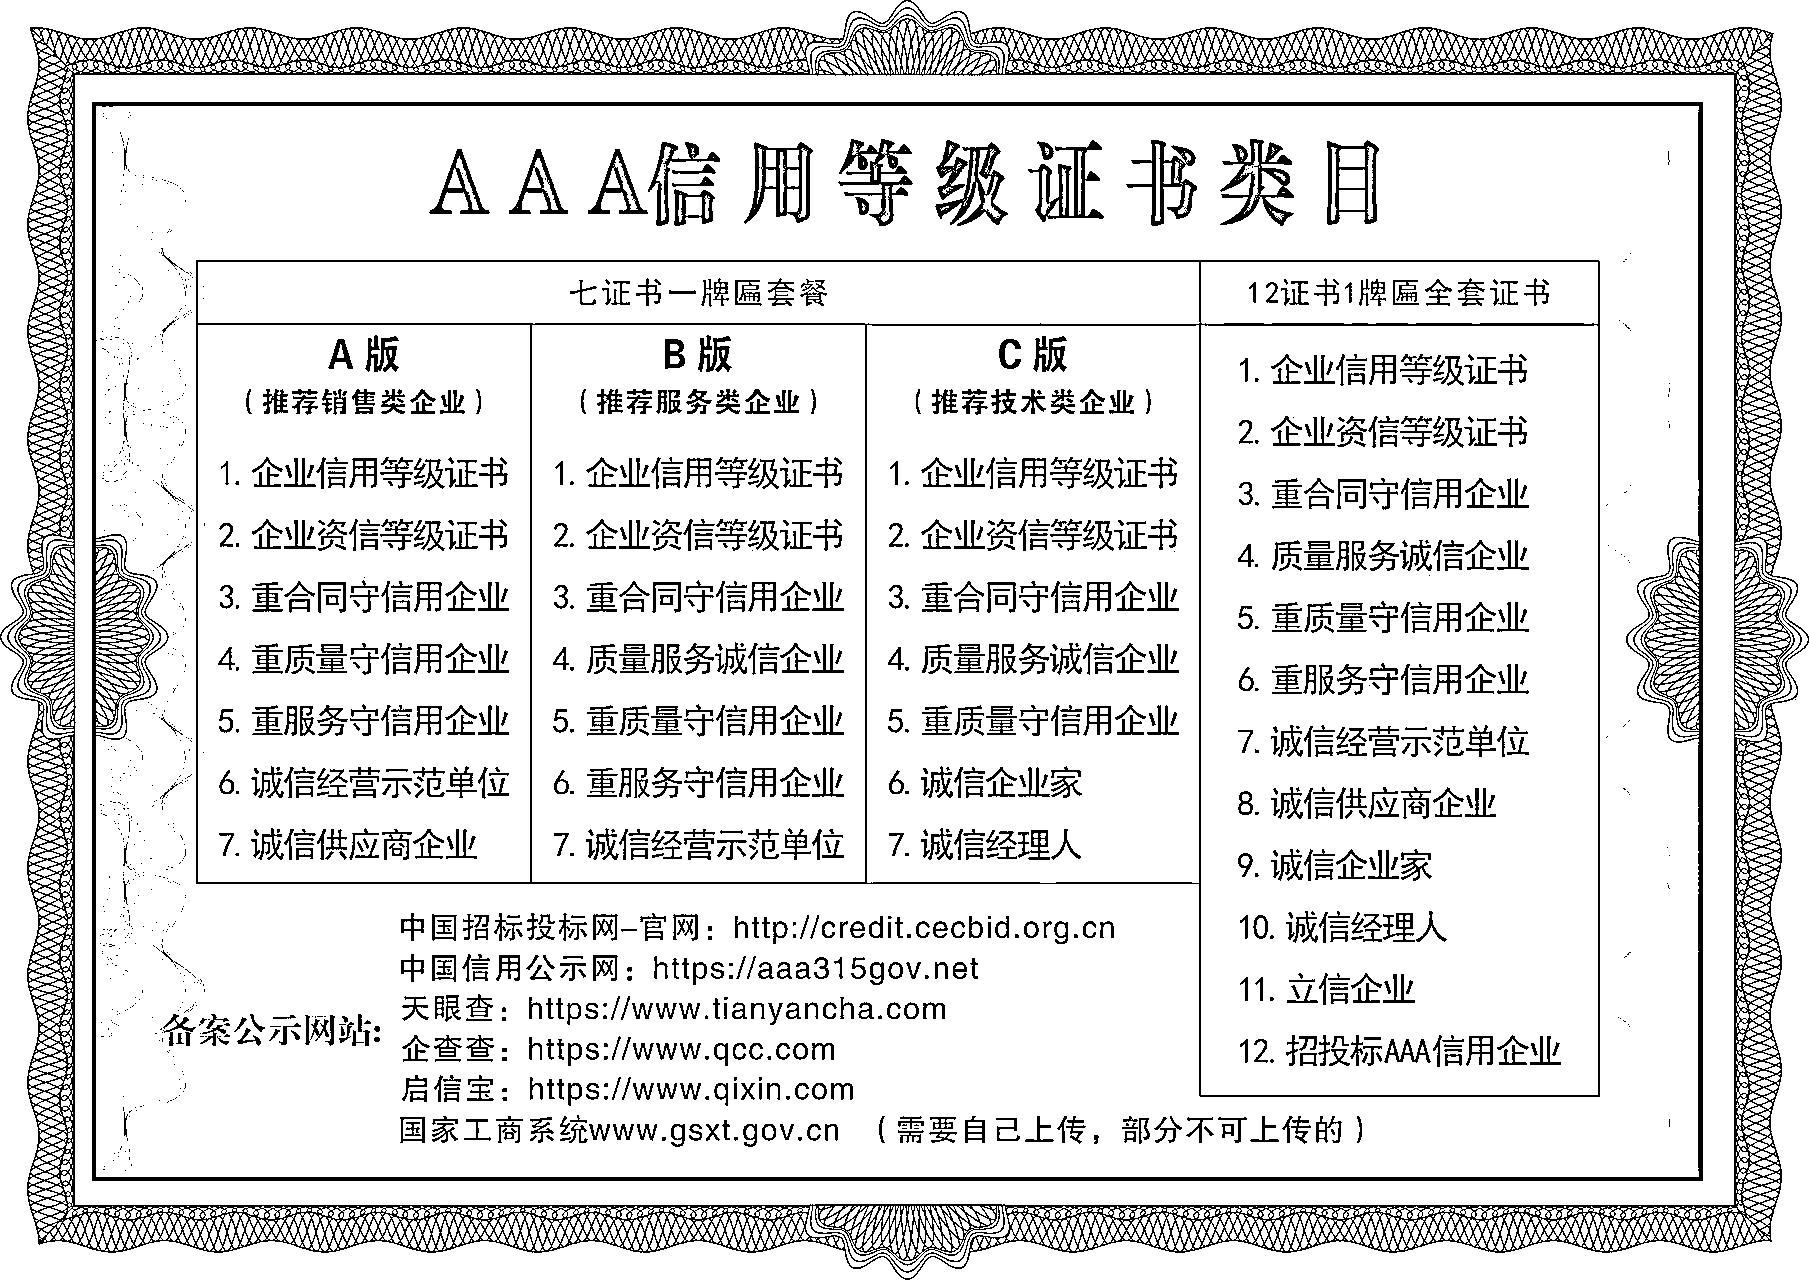 AAA信用等级证书类目
七证书一牌匾套餐
A 版
（推荐销售类企业）
1. 企业信用等级证书
2. 企业资信等级证书
3. 重合同守信用企业
4. 重质量守信用企业
5. 重服务守信用企业
6. 诚信经营示范单位
7. 诚信供应商企业
B 版
（推荐服务类企业）
1. 企业信用等级证书
2. 企业资信等级证书
3. 重合同守信用企业
4. 质量服务诚信企业
5. 重质量守信用企业
6. 重服务守信用企业
7. 诚信经营示范单位
C 版
（推荐技术类企业）
1. 企业信用等级证书
2. 企业资信等级证书
3. 重合同守信用企业
4. 质量服务诚信企业
5. 重质量守信用企业
6. 诚信企业家
7. 诚信经理人
12证书1牌匾全套证书
1. 企业信用等级证书
2. 企业资信等级证书
3. 重合同守信用企业
4. 质量服务诚信企业
5. 重质量守信用企业
6. 重服务守信用企业
7. 诚信经营示范单位
8. 诚信供应商企业
9. 诚信企业家
10. 诚信经理人
11. 立信企业
12. 招投标AAA信用企业
备案公示网站:
中国招标投标网–官网：http://credit.cecbid.org.cn
中国信用公示网：https://aaa315gov.net
天眼查：https://www.tianyancha.com
企查查：https://www.qcc.com
启信宝：https://www.qixin.com
国家工商系统www.gsxt.gov.cn （需要自己上传，部分不可上传的）